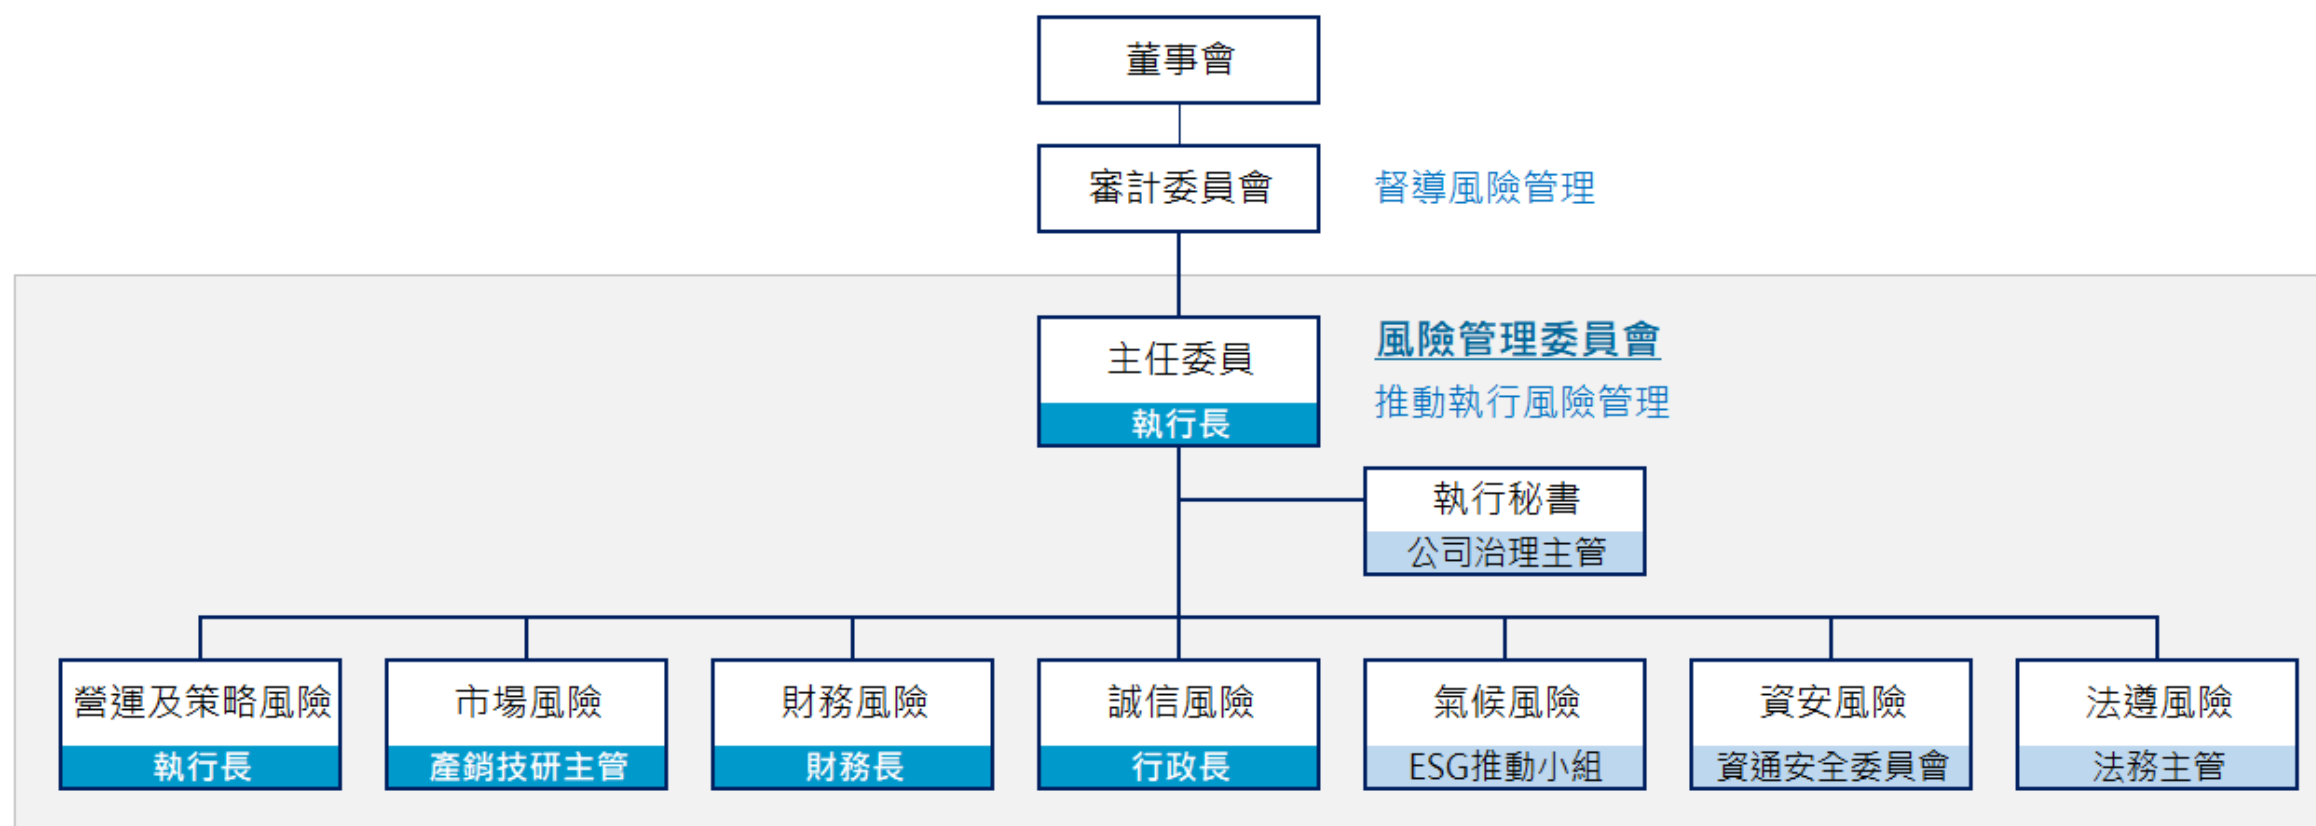 董事會
審計委員會
督導風險管理
主任委員
執行長
風險管理委員會
推動執行風險管理
執行秘書
公司治理主管
營運及策略風險
執行長
市場風險
產銷技研主管
財務風險
財務長
誠信風險
行政長
氣候風險
ESG推動小組
資安風險
資通安全委員會
法遵風險
法務主管